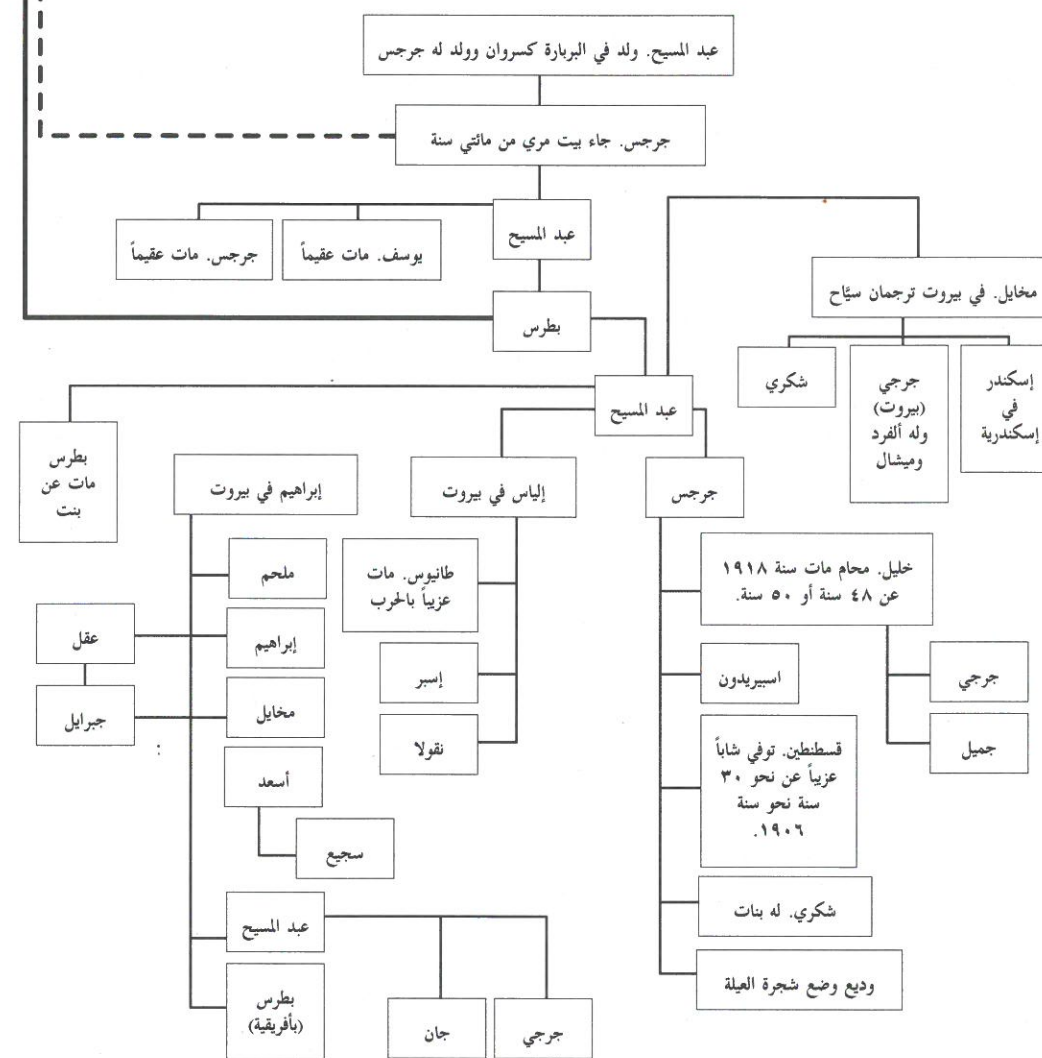 عبد المسيح. ولد في البربارة كسروان وولد له جرجس
جرجس. جاء بيت مري من مائتي سنة
عبد المسيح
يوسف. مات عقيماً
جرجس. مات عقيماً
بطرس
مخايل. في بيروت ترجمان سيَّاح
إسكندر
في
إسكندرية
جرجي
(بيروت)
وله ألفرد
وميشال
شكري
عبد المسيح
جرجس
إلياس في بيروت
إبراهيم في بيروت
بطرس
مات عن
بنت
خليل. محام مات سنة ١٩١٨
عن ٤٨ سنة أو ٥٠ سنة.
جرجي
جميل
اسبيريدون
قسطنطين. توفي شاباً
عزيباً عن نحو ٣٠
سنة نحو سنة
١٩٠٦.
شكري. له بنات
وديع وضع شجرة العيلة
طانيوس. مات
عزيباً بالحرب
إسبر
نقولا
ملحم
إبراهيم
عقل
مخايل
جبرايل
أسعد
سجيع
عبد المسيح
جرجي
جان
بطرس
(بأفريقية)